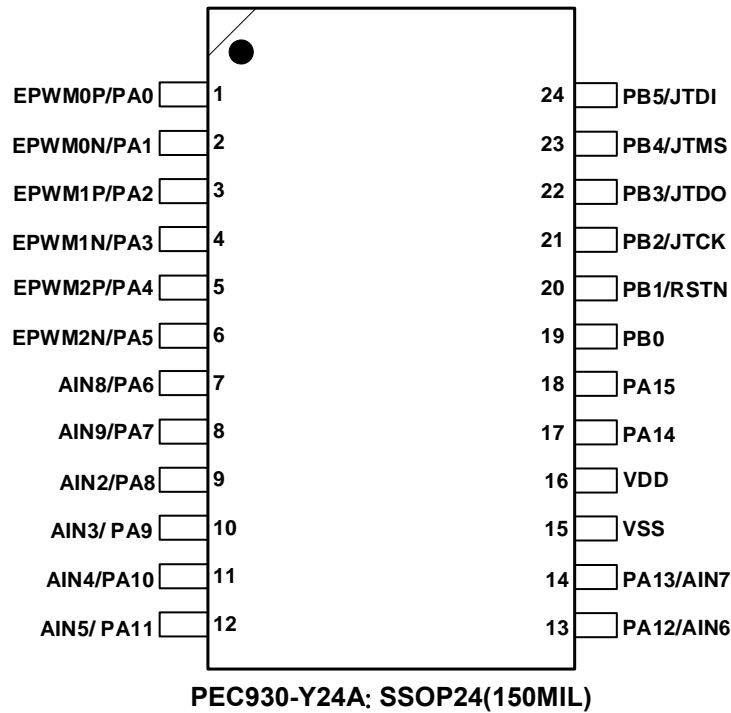 EPWM0P/PA0 1 24 PB5/JTDI
EPWM0N/PA1 2 23 PB4/JTMS
EPWM1P/PA2 3 22 PB3/JTDO
EPWM1N/PA3 4 21 PB2/JTCK
EPWM2P/PA4 5 20 PB1/RSTN
EPWM2N/PA5 6 19 PB0
AIN8/PA6 7 18 PA15
AIN9/PA7 8 17 PA14
AIN2/PA8 9 16 VDD
AIN3/ PA9 10 15 VSS
AIN4/PA10 11 14 PA13/AIN7
AIN5/ PA11 12 13 PA12/AIN6
PEC930-Y24A: SSOP24(150MIL)